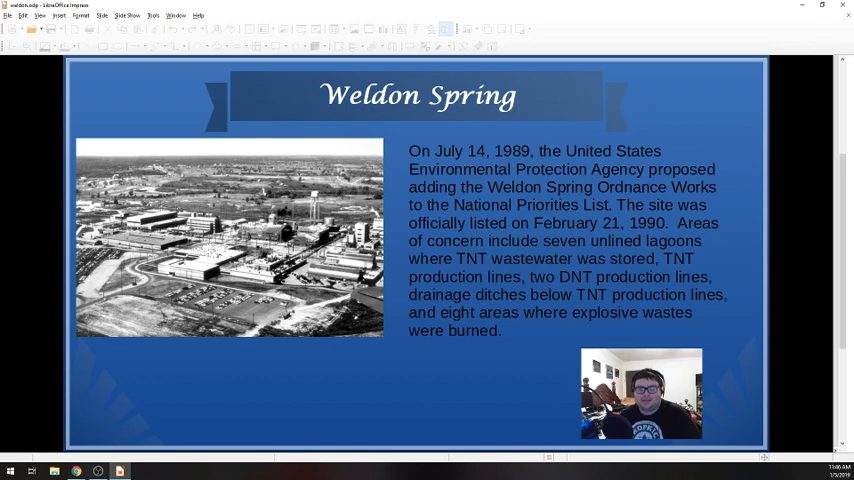 weldon.odp - LibreOffice Impress
File Edit View Insert Format Slide Slide Show Tools Window Help
Weldon Spring
On July 14, 1989, the United States
Environmental Protection Agency proposed
adding the Weldon Spring Ordnance Works
to the National Priorities List. The site was
officially listed on February 21, 1990.  Areas
of concern include seven unlined lagoons
where TNT wastewater was stored, TNT
production lines, two DNT production lines,
drainage ditches below TNT production lines,
and eight areas where explosive wastes
were burned.
11:46 AM
1/5/2019